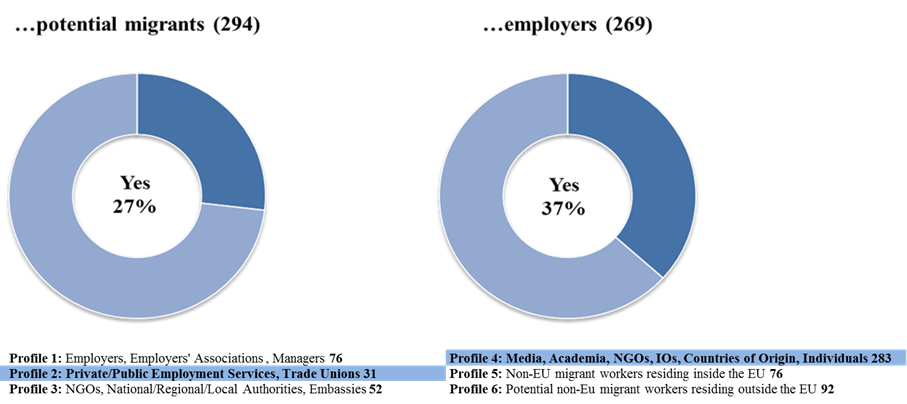 …potential migrants (294)
…employers (269)
Yes
27%
Yes
37%
Profile 1: Employers, Employers' Associations , Managers 76
Profile 2: Private/Public Employment Services, Trade Unions 31
Profile 3: NGOs, National/Regional/Local Authorities, Embassies 52
Profile 4: Media, Academia, NGOs, IOs, Countries of Origin, Individuals 283
Profile 5: Non-EU migrant workers residing inside the EU 76
Profile 6: Potential non-Eu migrant workers residing outside the EU 92